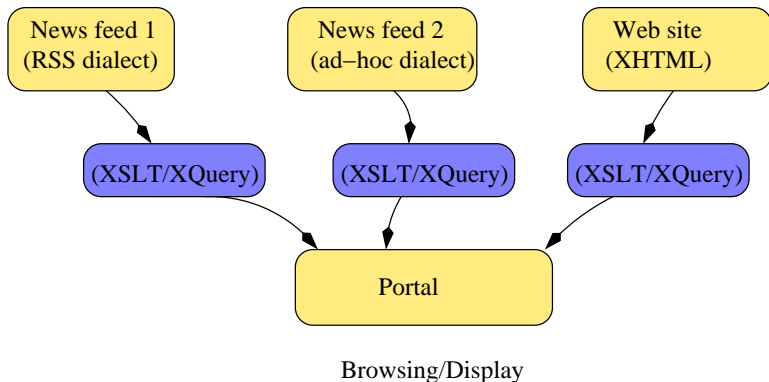 News feed 1
(RSS dialect)
News feed 2
(ad−hoc dialect)
Web site
(XHTML)
(XSLT/XQuery)
(XSLT/XQuery)
(XSLT/XQuery)
Portal
Browsing/Display